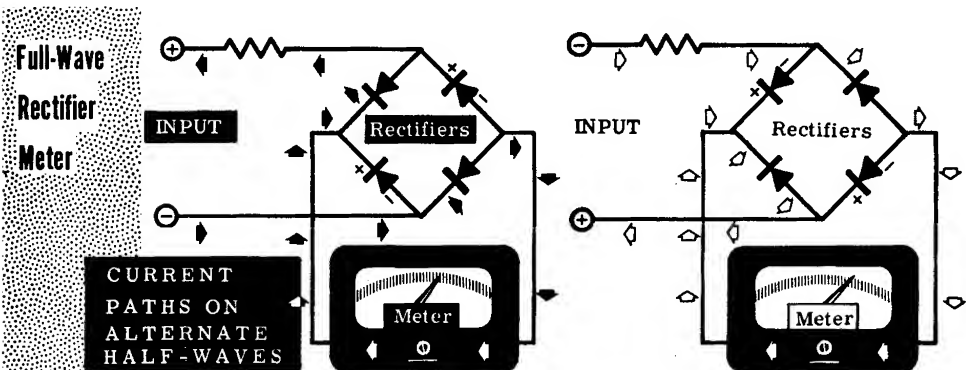 Full-Wave
Rectifier
Meter
INPUT
Rectifiers
Meter
CURRENT
PATHS ON
ALTERNATE
HALF-WAVES
INPUT
Rectifiers
Meter